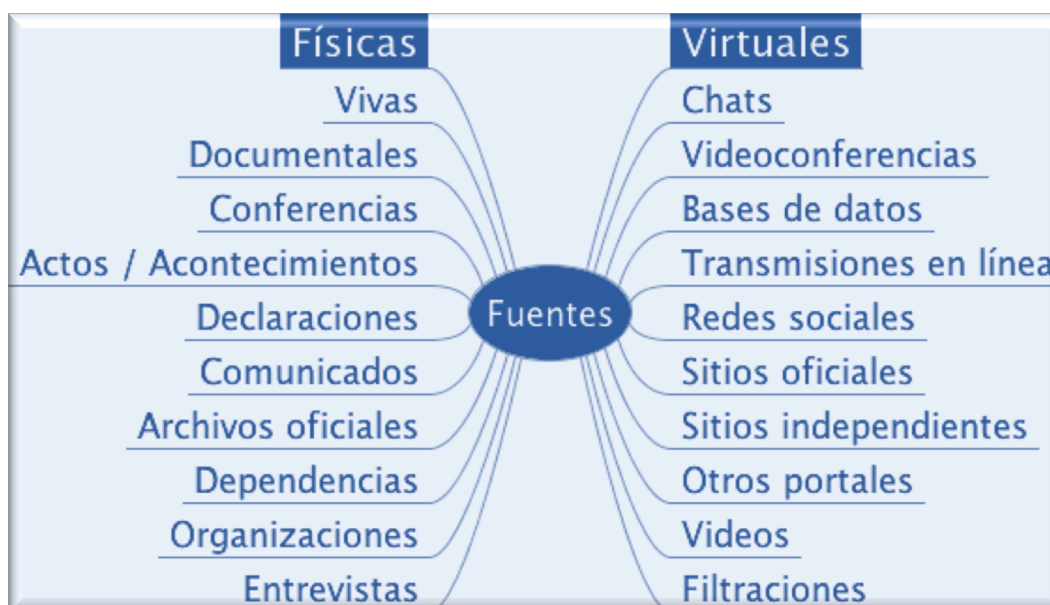 Físicas
Vivas
Documentales
Conferencias
Actos / Acontecimientos
Declaraciones
Comunicados
Archivos oficiales
Dependencias
Organizaciones
Entrevistas
Fuentes
Virtuales
Chats
Videoconferencias
Bases de datos
Transmisiones en línea
Redes sociales
Sitios oficiales
Sitios independientes
Otros portales
Videos
Filtraciones